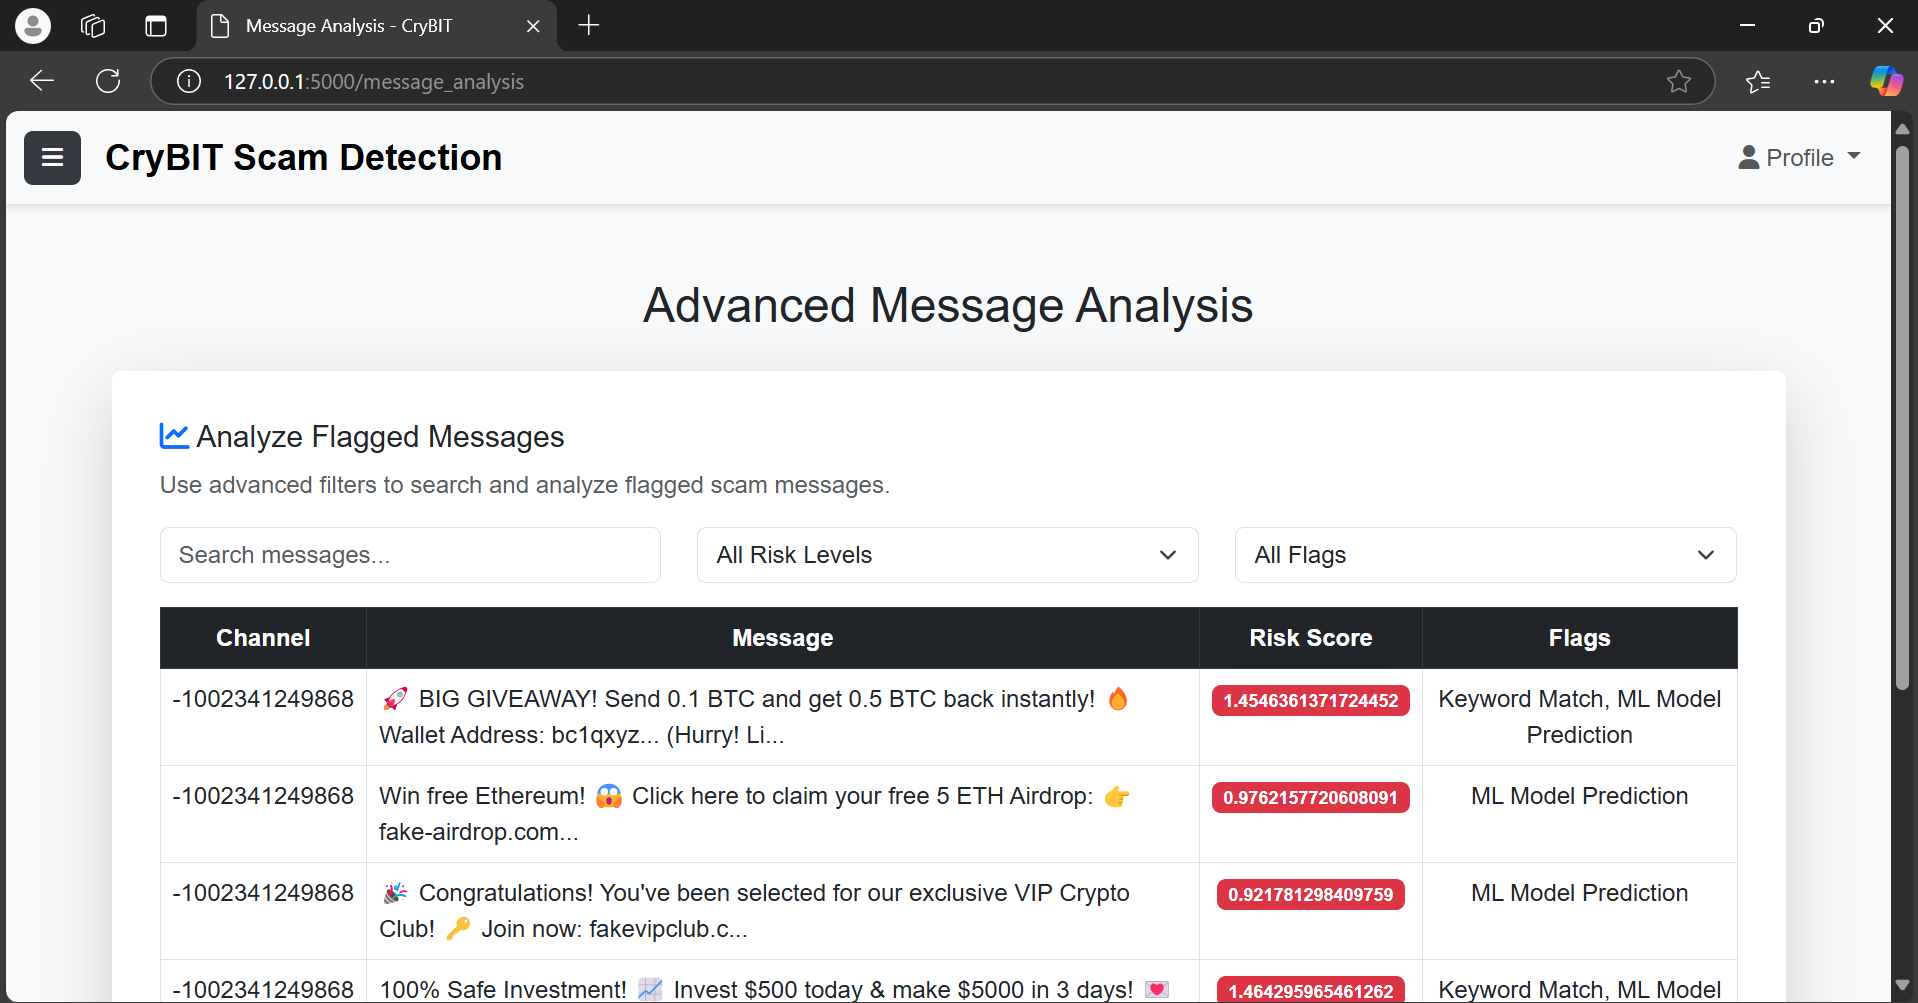 Message Analysis - CryBIT
127.0.0.1:5000/message_analysis
CryBIT Scam Detection
Profile
Advanced Message Analysis
Analyze Flagged Messages
Use advanced filters to search and analyze flagged scam messages.
Search messages...
All Risk Levels
All Flags
Channel Message Risk Score Flags
-1002341249868 🚀 BIG GIVEAWAY! Send 0.1 BTC and get 0.5 BTC back instantly! 🔥 1.4546361371724452 Keyword Match, ML Model
Wallet Address: bc1qxyz... (Hurry! Li... Prediction
-1002341249868 Win free Ethereum! 😱 Click here to claim your free 5 ETH Airdrop: 👉 0.9762157720608091 ML Model Prediction
fake-airdrop.com...
-1002341249868 🎉 Congratulations! You've been selected for our exclusive VIP Crypto 0.921781298409759 ML Model Prediction
Club! 🔑 Join now: fakevipclub.c...
-1002341249868 100% Safe Investment! 📈 Invest $500 today & make $5000 in 3 days! 💌 1.464295965461262 Keyword Match, ML Model